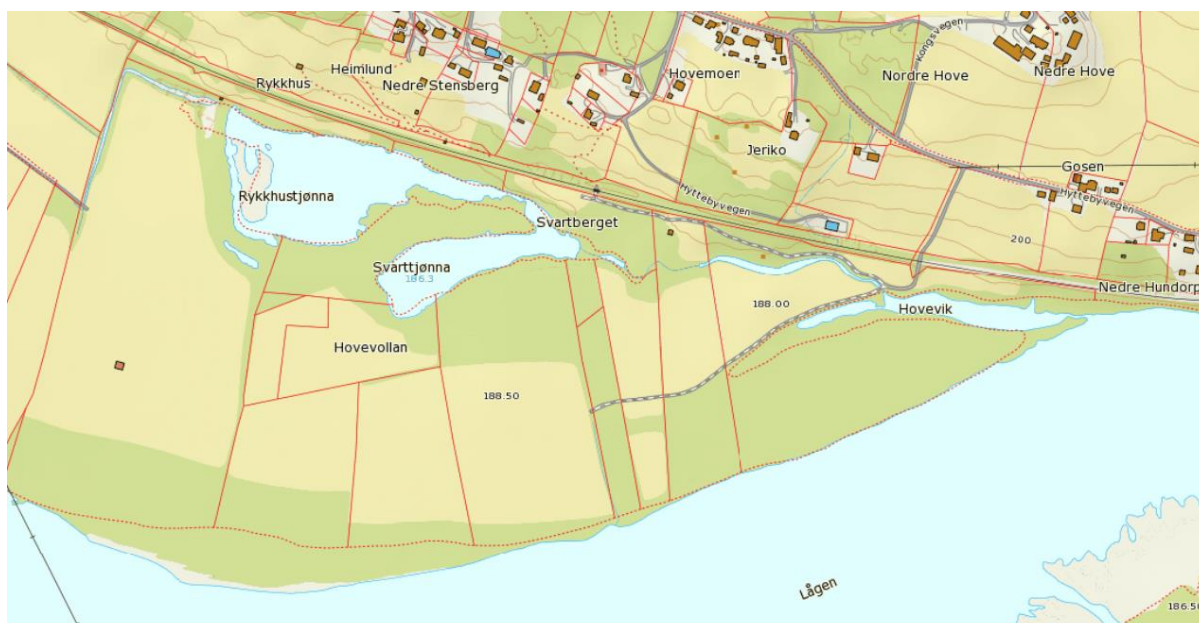 Kongsvegen
Heimlund
Hovemoen
Nedre Hove
Rykkhus
Nedre Stensberg
Nordre Hove
Jeriko
Gosen
Rykkhustjønna
Hyttebyvegen
Hyttebyvegen
Svartberget
200
Svarttjønna
186.3
Nedre Hundorp
188.00
Hovevik
Hovevollan
188.50
Lågen
186.50